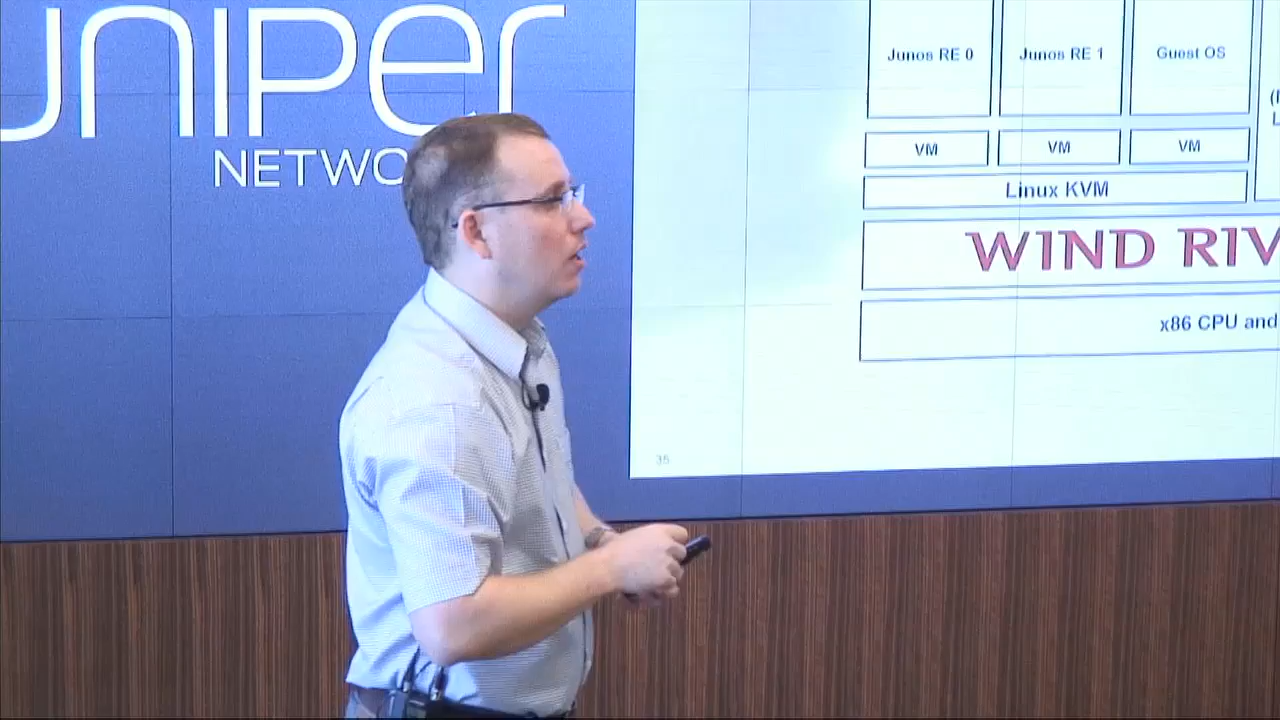 uniper
NETWO
Junos RE 0
Junos RE 1
Guest OS
VM
VM
VM
Linux KVM
WIND RIV
x86 CPU and
35